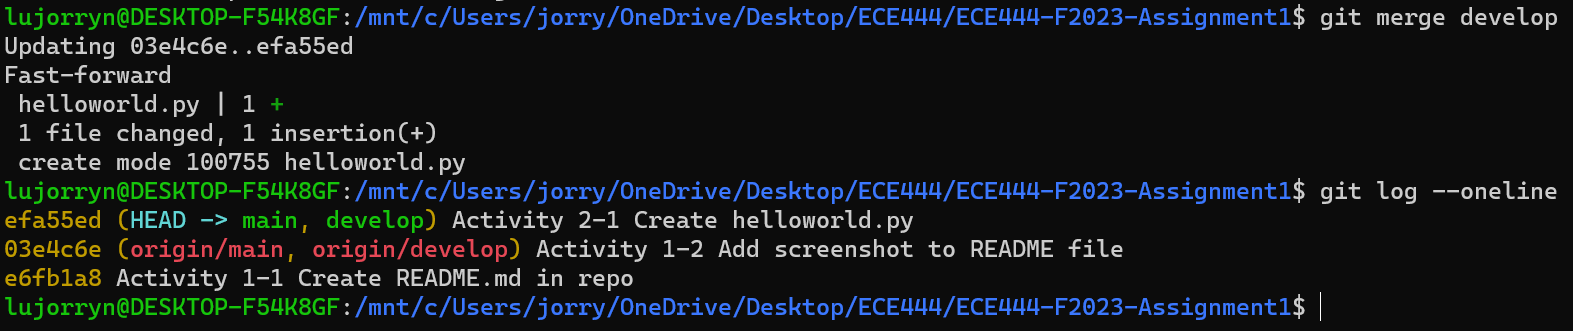 lujorryn@DESKTOP-F54K8GF:/mnt/c/Users/jorry/OneDrive/Desktop/ECE444/ECE444-F2023-Assignment1$ git merge develop
Updating 03e4c6e..efa55ed
Fast-forward
 helloworld.py | 1 +
 1 file changed, 1 insertion(+)
 create mode 100755 helloworld.py
lujorryn@DESKTOP-F54K8GF:/mnt/c/Users/jorry/OneDrive/Desktop/ECE444/ECE444-F2023-Assignment1$ git log --oneline
efa55ed (HEAD -> main, develop) Activity 2-1 Create helloworld.py
03e4c6e (origin/main, origin/develop) Activity 1-2 Add screenshot to README file
e6fb1a8 Activity 1-1 Create README.md in repo
lujorryn@DESKTOP-F54K8GF:/mnt/c/Users/jorry/OneDrive/Desktop/ECE444/ECE444-F2023-Assignment1$